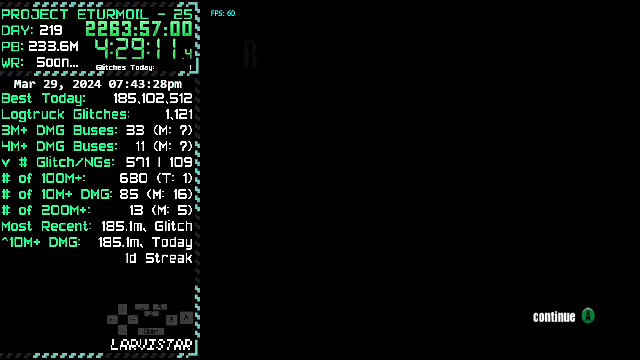 PROJECT ETURMOIL - 25
DAY: 219 2263:57:00
PB: 233.6M 4:29:11.4
WR: Soon...
Glitches Today: 1
Mar 29, 2024 07:43:28pm
Best Today: 185,102,512
Logtruck Glitches: 1,121
3M+ DMG Buses: 33 (M: ?)
4M+ DMG Buses: 11 (M: ?)
v # Glitch/NGs: 571 | 109
# of 100M+: 680 (T: 1)
# of 10M+ DMG: 85 (M: 16)
# of 200M+: 13 (M: 5)
Most Recent: 185.1m, Glitch
^10M+ DMG: 185.1m, Today
1d Streak
B A
Start
LARVISTAR
FPS: 60
R
continue A